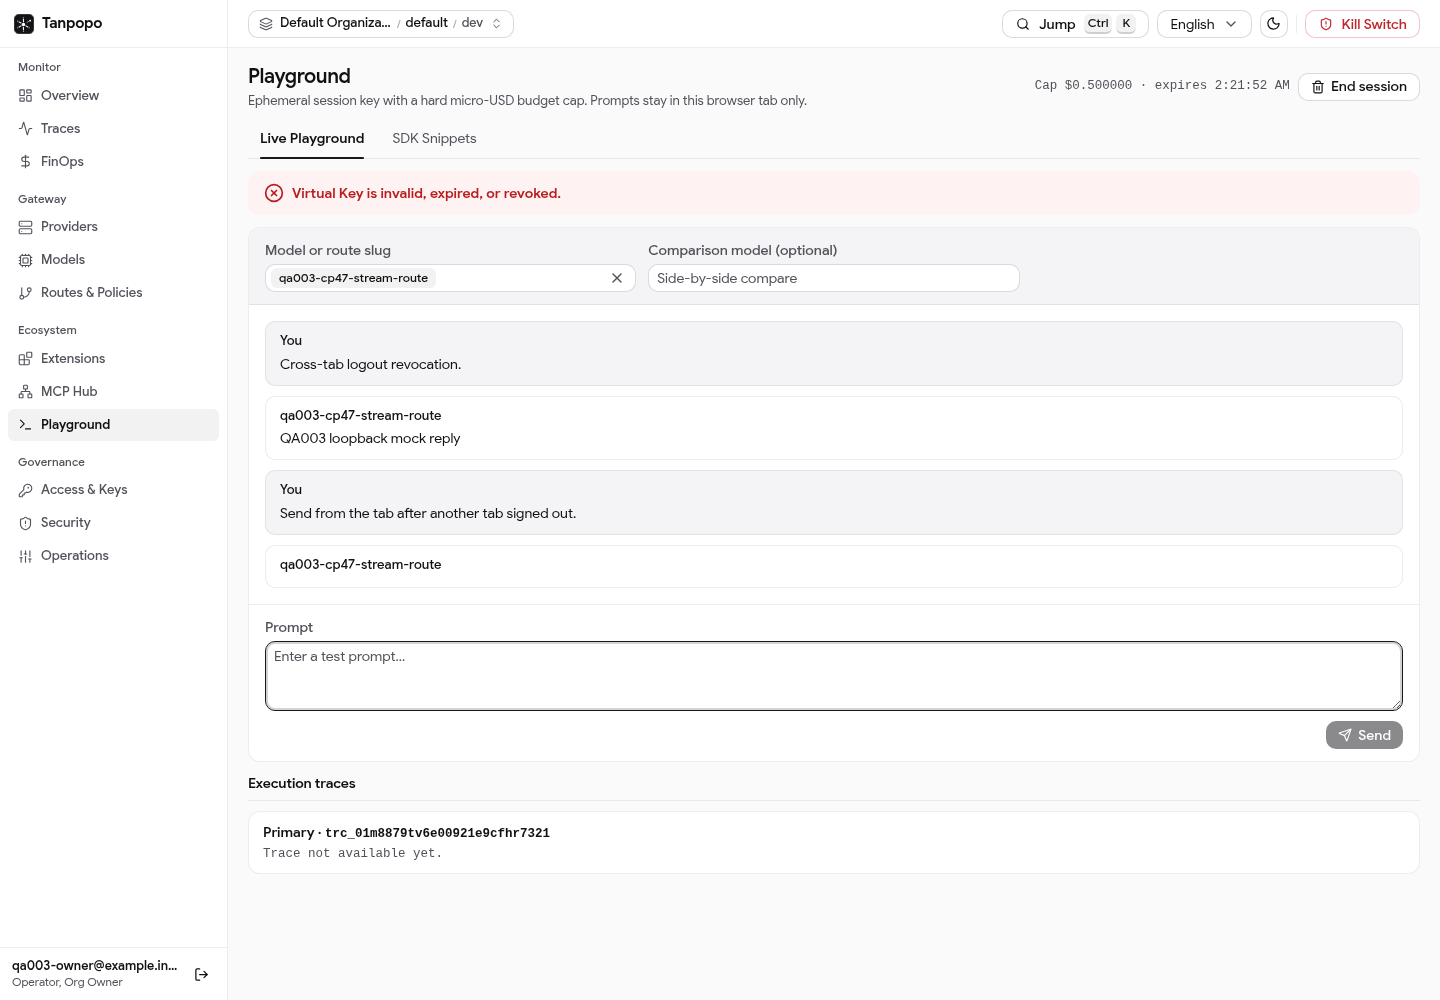 Tanpopo
Default Organiza... / default / dev
Jump Ctrl K
English
Kill Switch
Monitor
Overview
Traces
FinOps
Gateway
Providers
Models
Routes & Policies
Ecosystem
Extensions
MCP Hub
Playground
Governance
Access & Keys
Security
Operations
qa003-owner@example.in...
Operator, Org Owner
Playground
Ephemeral session key with a hard micro-USD budget cap. Prompts stay in this browser tab only.
Cap $0.500000 · expires 2:21:52 AM
End session
Live Playground
SDK Snippets
Virtual Key is invalid, expired, or revoked.
Model or route slug
qa003-cp47-stream-route
Comparison model (optional)
Side-by-side compare
You
Cross-tab logout revocation.
qa003-cp47-stream-route
QA003 loopback mock reply
You
Send from the tab after another tab signed out.
qa003-cp47-stream-route
Prompt
Enter a test prompt...
Send
Execution traces
Primary · trc_01m8879tv6e00921e9cfhr7321
Trace not available yet.